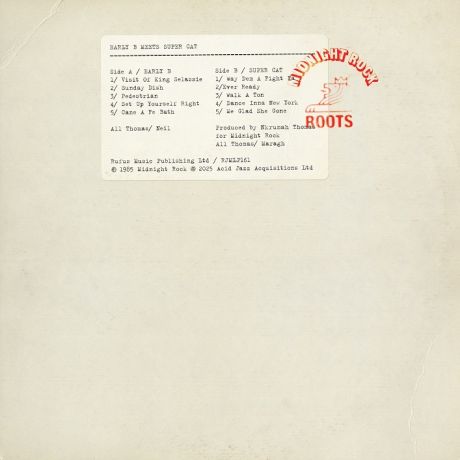 EARLY B MEETS SUPER CAT
Side A / EARLY B
1/ Visit Of King Selassie
2/ Sunday Dish
3/ Pedestrian
4/ Set Up Yourself Right
5/ Cane A Fe Bath
All Thomas/ Neil
Side B / SUPER CAT
1/ Way Dem A Fight
2/Ever Ready
3/ Walk A Ton
4/ Dance Inna New York
5/ Me Glad She Gone
Produced by Nkrumah Thomas
for Midnight Rock
All Thomas/ Maragh
Rufus Music Publishing Ltd / RJMLP161
© 1985 Midnight Rock ® 2025 Acid Jazz Acquisitions Ltd
MIDNIGHT ROCK
ROOTS